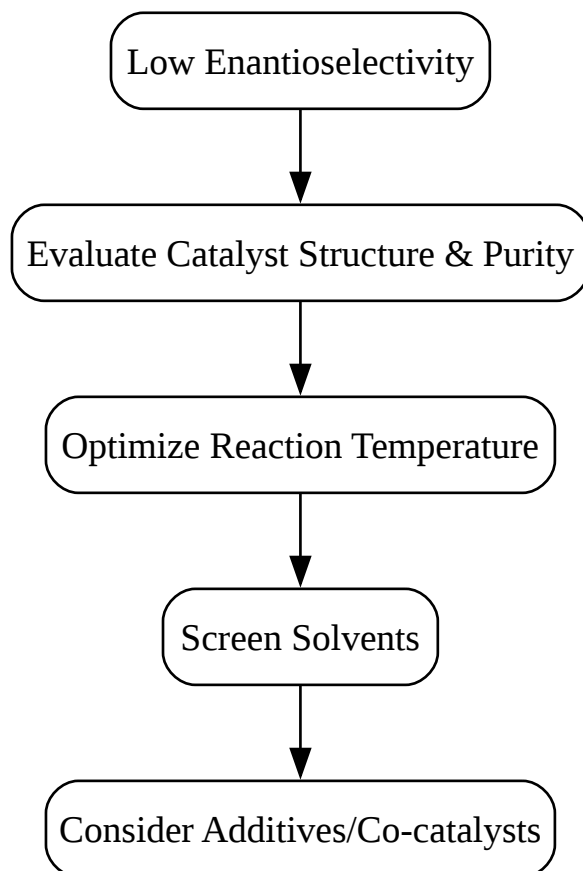 Low Enantioselectivity
Evaluate Catalyst Structure & Purity
Optimize Reaction Temperature
Screen Solvents
Consider Additives/Co-catalysts